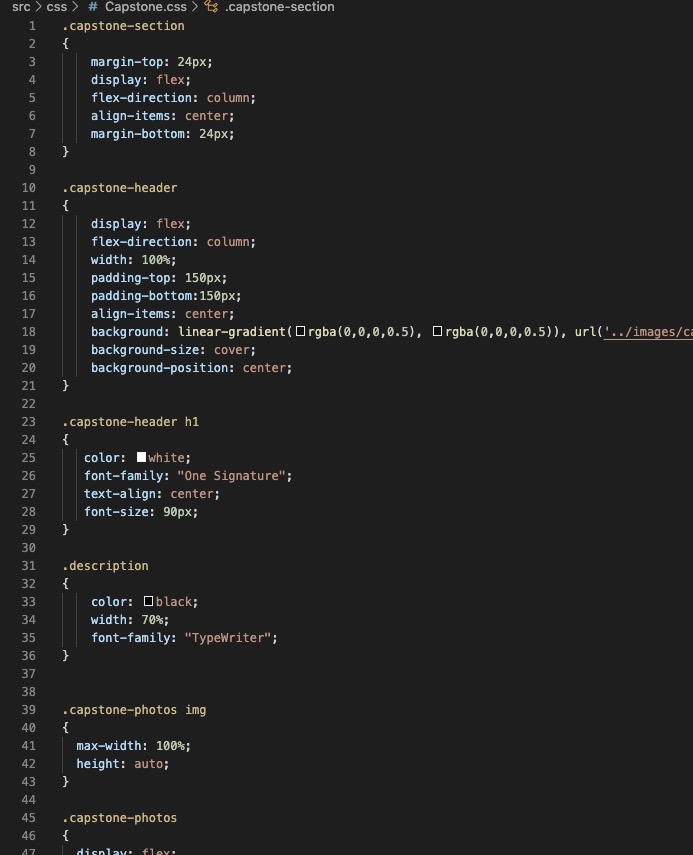 src > css > # Capstone.css > .capstone-section
1 .capstone-section
2 {
3 margin-top: 24px;
4 display: flex;
5 flex-direction: column;
6 align-items: center;
7 margin-bottom: 24px;
8 }
9
10 .capstone-header
11 {
12 display: flex;
13 flex-direction: column;
14 width: 100%;
15 padding-top: 150px;
16 padding-bottom:150px;
17 align-items: center;
18 background: linear-gradient(rgba(0,0,0,0.5), rgba(0,0,0,0.5)), url('../images/ca
19 background-size: cover;
20 background-position: center;
21 }
22
23 .capstone-header h1
24 {
25 color: white;
26 font-family: "One Signature";
27 text-align: center;
28 font-size: 90px;
29 }
30
31 .description
32 {
33 color: black;
34 width: 70%;
35 font-family: "TypeWriter";
36 }
37
38
39 .capstone-photos img
40 {
41 max-width: 100%;
42 height: auto;
43 }
44
45 .capstone-photos
46 {
47 display: flex;